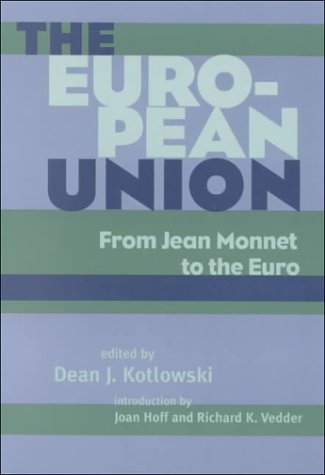 THE
EURO-
PEAN
UNION
From Jean Monnet
to the Euro
edited by
Dean J. Kotlowski
introduction by
Joan Hoff and Richard K. Vedder